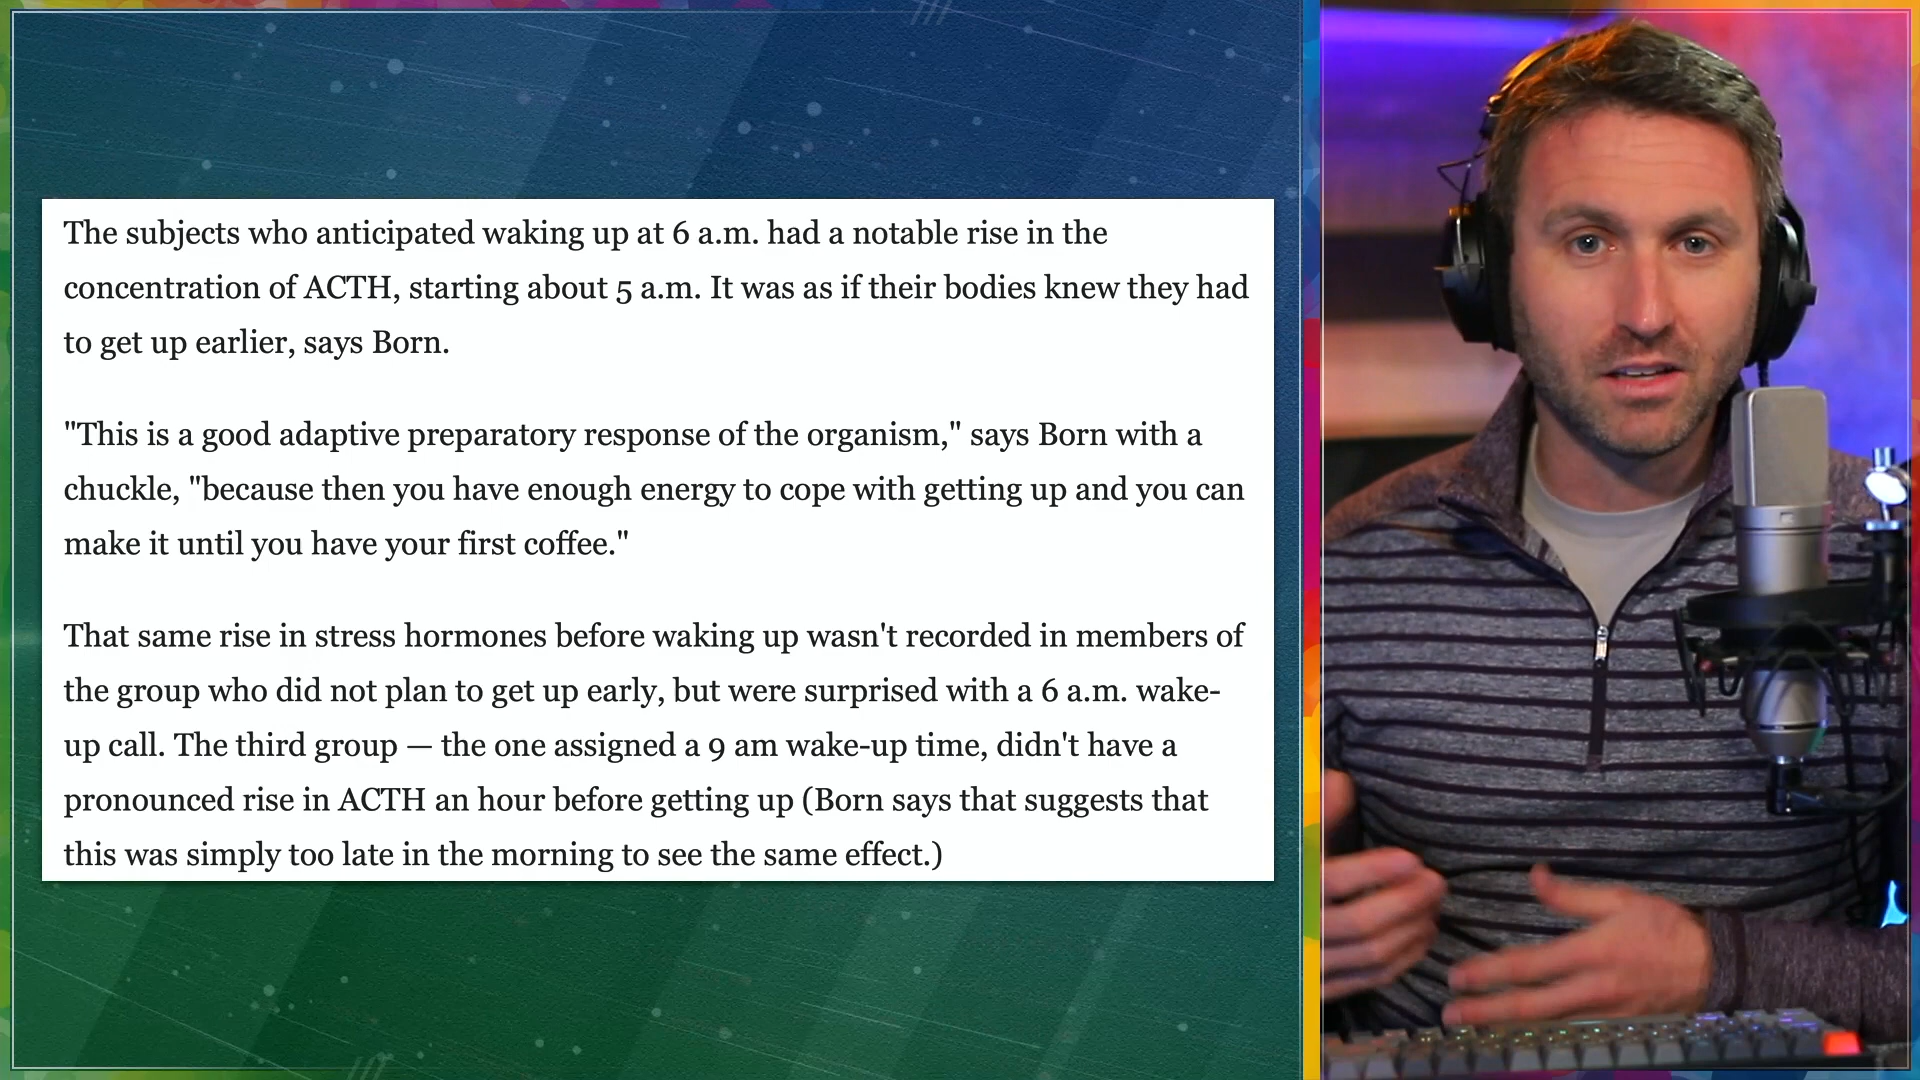 The subjects who anticipated waking up at 6 a.m. had a notable rise in the
concentration of ACTH, starting about 5 a.m. It was as if their bodies knew they had
to get up earlier, says Born.
"This is a good adaptive preparatory response of the organism," says Born with a
chuckle, "because then you have enough energy to cope with getting up and you can
make it until you have your first coffee."
That same rise in stress hormones before waking up wasn't recorded in members of
the group who did not plan to get up early, but were surprised with a 6 a.m. wake-
up call. The third group — the one assigned a 9 am wake-up time, didn't have a
pronounced rise in ACTH an hour before getting up (Born says that suggests that
this was simply too late in the morning to see the same effect.)